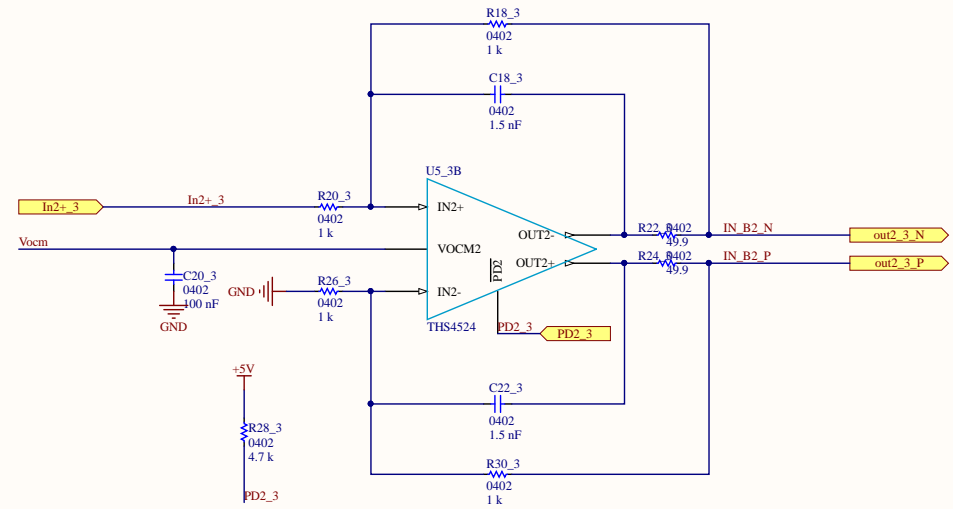 R18_3
0402
1 k
C18_3
0402
1.5 nF
U5_3B
In2+_3
In2+_3
R20_3
0402
1 k
IN2+
OUT2-
R22_3
0402
49.9
IN_B2_N
out2_3_N
Vocm
VOCM2
OUT2+
R24_3
0402
49.9
IN_B2_P
out2_3_P
PD2
C20_3
0402
100 nF
GND
GND
R26_3
0402
1 k
IN2-
THS4524
PD2_3
PD2_3
+5V
R28_3
0402
4.7 k
PD2_3
C22_3
0402
1.5 nF
R30_3
0402
1 k